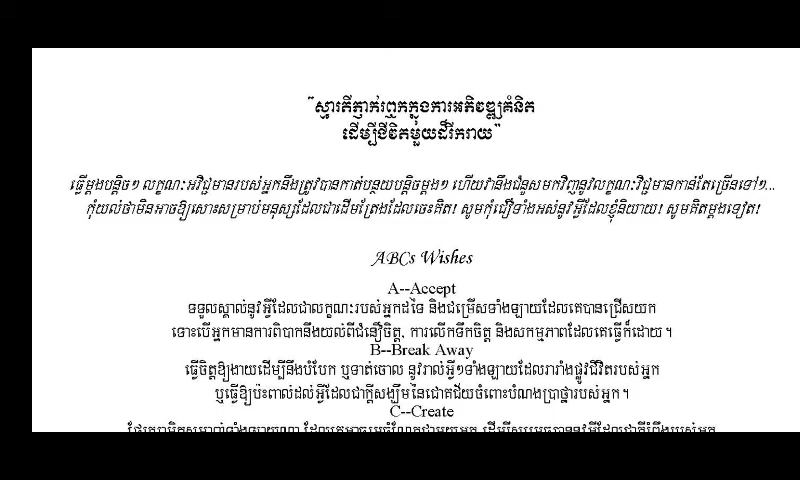 "ស្មារតីភ្ញាក់រឭកក្នុងការអភិវឌ្ឍគំនិត
ដើម្បីជីវិតមួយដ៏រីករាយ"
ធ្វើម្ដងបន្តិចៗ លក្ខណៈអវិជ្ជមានរបស់អ្នកនឹងត្រូវបានកាត់បន្ថយបន្តិចម្ដងៗ ហើយវានឹងជំនួសមកវិញនូវលក្ខណៈវិជ្ជមានកាន់តែច្រើនទៅៗ...
កុំយល់ថាមិនអាចឱ្យសោះសម្រាប់មនុស្សដែលជាដើមត្រែងដែលចេះគិត! សូមកុំជឿទាំងអស់នូវអ្វីដែលខ្ញុំនិយាយ! សូមគិតម្ដងទៀត!
ABCs Wishes
A--Accept
ទទួលស្គាល់នូវអ្វីដែលជាលក្ខណៈរបស់អ្នកដទៃ និងជម្រើសទាំងឡាយដែលគេបានជ្រើសយក
ទោះបើអ្នកមានការពិបាកនឹងយល់ពីជំនឿចិត្ត, ការលើកទឹកចិត្ត និងសកម្មភាពដែលគេធ្វើក៏ដោយ។
B--Break Away
ធ្វើចិត្តឱ្យងាយដើម្បីនឹងបំបែក ឬទាត់ចោល នូវរាល់អ្វីៗទាំងឡាយដែលរារាំងផ្លូវជីវិតរបស់អ្នក
ឬធ្វើឱ្យប៉ះពាល់ដល់អ្វីដែលជាក្ដីសង្ឃឹមនៃជោគជ័យចំពោះបំណងប្រាថ្នារបស់អ្នក។
C--Create